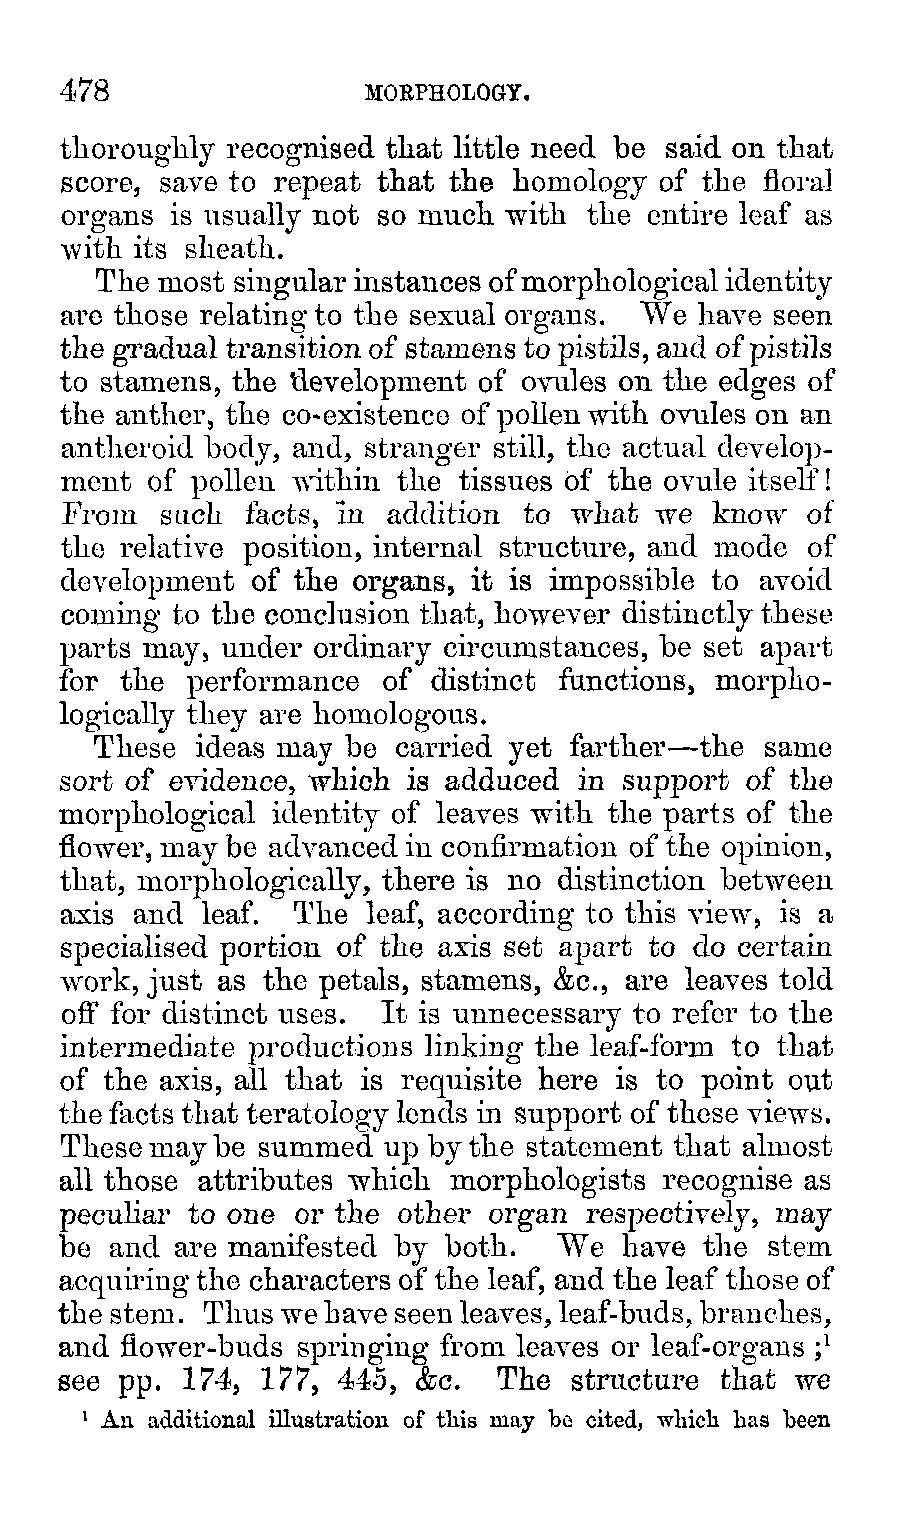 478 MORPHOLOGY.
thoroughly recognised that little need be said on that
score, save to repeat that the homology of the floral
organs is usually not so much with the entire leaf as
with its sheath.
The most singular instances of morphological identity
are those relating to the sexual organs. We have seen
the gradual transition of stamens to pistils, and of pistils
to stamens, the development of ovules on the edges of
the anther, the co-existence of pollen with ovules on an
antheroid body, and, stranger still, the actual develop-
ment of pollen within the tissues of the ovule itself!
From such facts, in addition to what we know of
the relative position, internal structure, and mode of
development of the organs, it is impossible to avoid
coming to the conclusion that, however distinctly these
parts may, under ordinary circumstances, be set apart
for the performance of distinct functions, morpho-
logically they are homologous.
These ideas may be carried yet farther—the same
sort of evidence, which is adduced in support of the
morphological identity of leaves with the parts of the
flower, may be advanced in confirmation of the opinion,
that, morphologically, there is no distinction between
axis and leaf. The leaf, according to this view, is a
specialised portion of the axis set apart to do certain
work, just as the petals, stamens, &c., are leaves told
off for distinct uses. It is unnecessary to refer to the
intermediate productions linking the leaf-form to that
of the axis, all that is requisite here is to point out
the facts that teratology lends in support of these views.
These may be summed up by the statement that almost
all those attributes which morphologists recognise as
peculiar to one or the other organ respectively, may
be and are manifested by both. We have the stem
acquiring the characters of the leaf, and the leaf those of
the stem. Thus we have seen leaves, leaf-buds, branches,
and flower-buds springing from leaves or leaf-organs ;¹
see pp. 174, 177, 445, &c. The structure that we
¹ An additional illustration of this may be cited, which has been